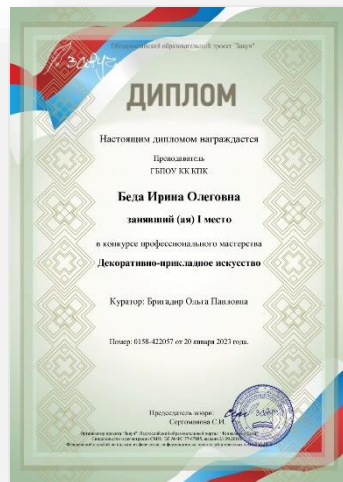 Общероссийский образовательный проект "Завуч"
Завуч
ДИПЛОМ
Настоящим дипломом награждается
Преподаватель
ГБПОУ КК КПК
Беда Ирина Олеговна
занявший (ая) I место
в конкурсе профессионального мастерства
Декоративно-прикладное искусство
Куратор: Бригадир Ольга Павловна
Номер: 0158-422057 от 20 января 2023 года.
Председатель жюри: